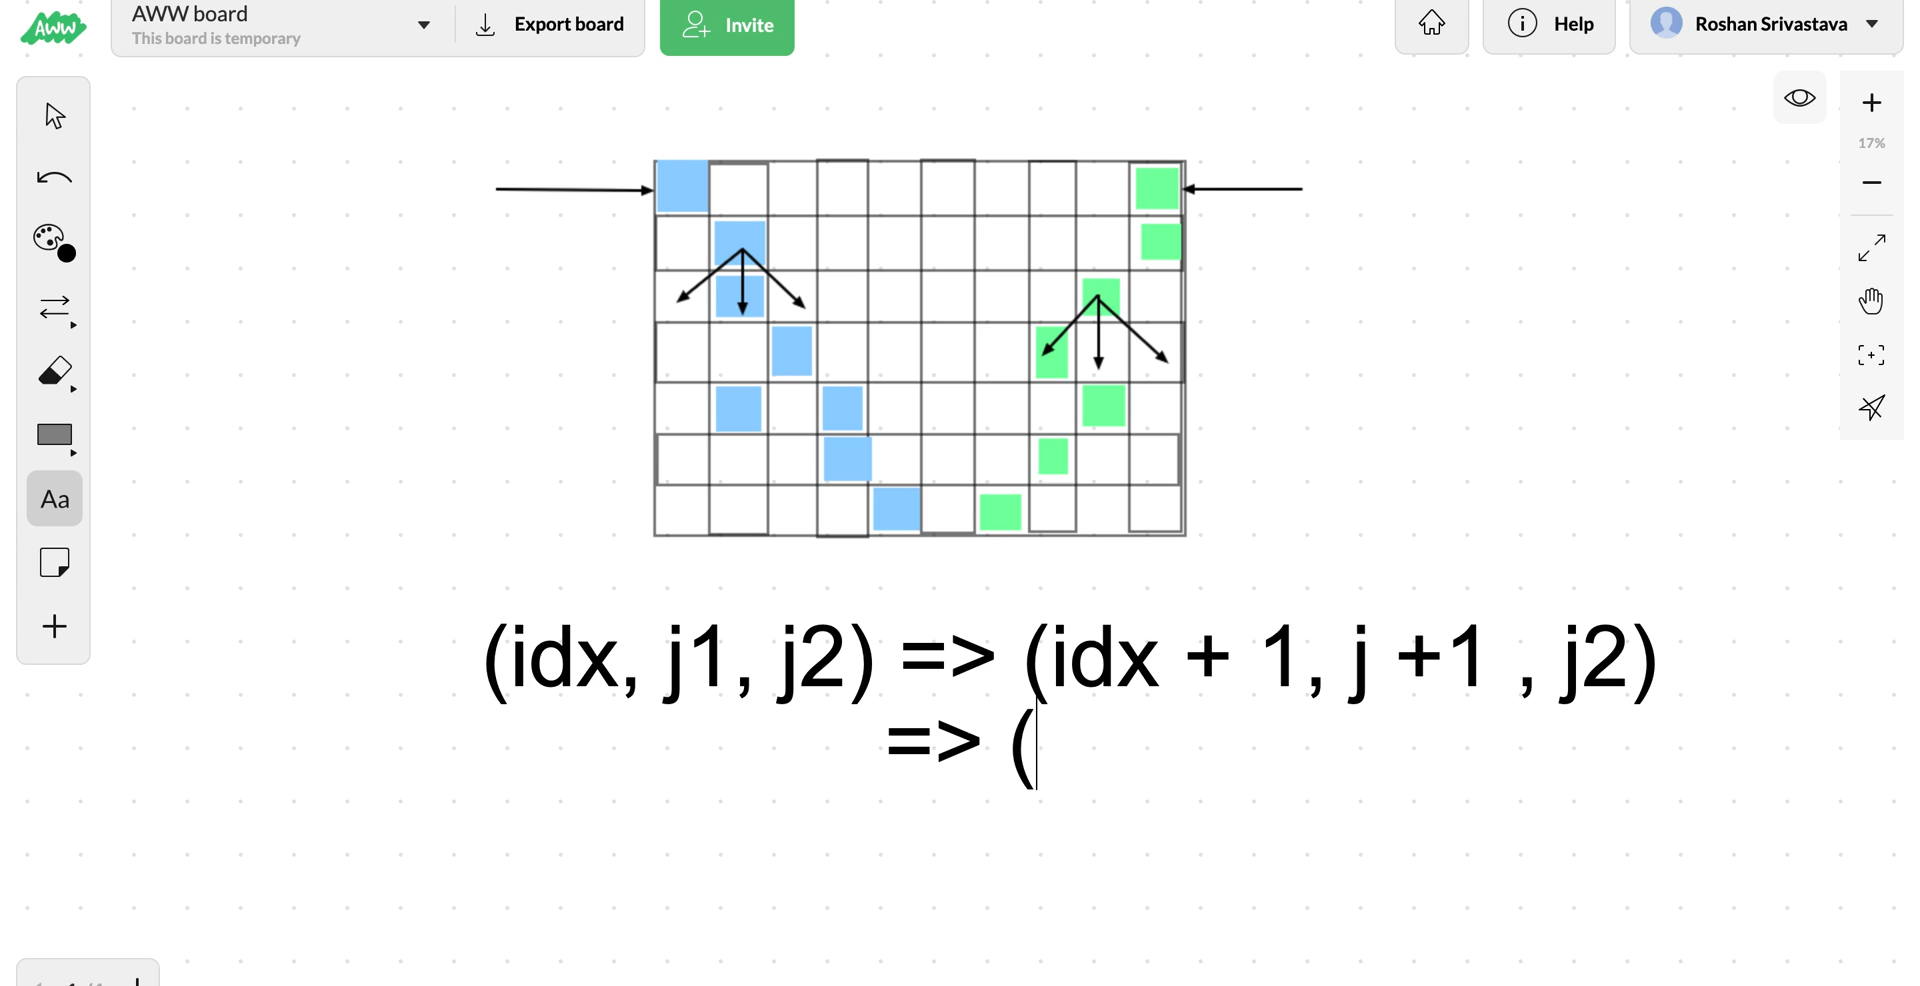 AWW
AWW board
This board is temporary
Export board
Invite
Help
Roshan Srivastava
17%
Aa
(idx, j1, j2) => (idx + 1, j +1 , j2)
=> (